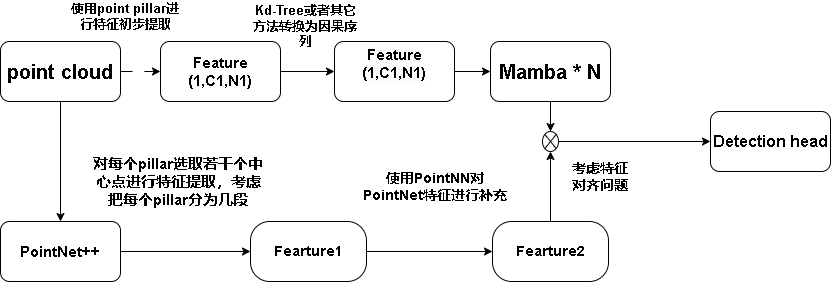 使用point pillar进
行特征初步提取
Kd-Tree或者其它
方法转换为因果序
列
point cloud
Feature
(1,C1,N1)
Feature
(1,C1,N1)
Mamba * N
Detection head
对每个pillar选取若干个中
心点进行特征提取，考虑
把每个pillar分为几段
使用PointNN对
PointNet特征进行补充
考虑特征
对齐问题
PointNet++
Fearture1
Fearture2